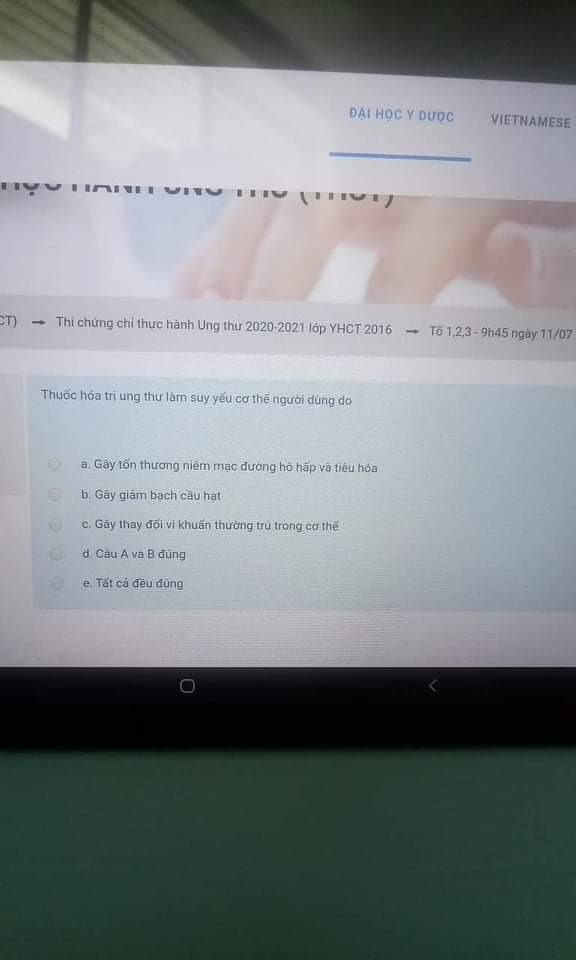 ĐẠI HỌC Y DƯỢC VIETNAMESE
CT) → Thi chứng chỉ thực hành Ung thư 2020-2021 lớp YHCT 2016 → Tổ 1,2,3 - 9h45 ngày 11/07
Thuốc hóa trị ung thư làm suy yếu cơ thể người dùng do
a. Gây tổn thương niêm mạc đường hô hấp và tiêu hóa
b. Gây giảm bạch cầu hạt
c. Gây thay đổi vi khuẩn thường trú trong cơ thể
d. Câu A và B đúng
e. Tất cả đều đúng